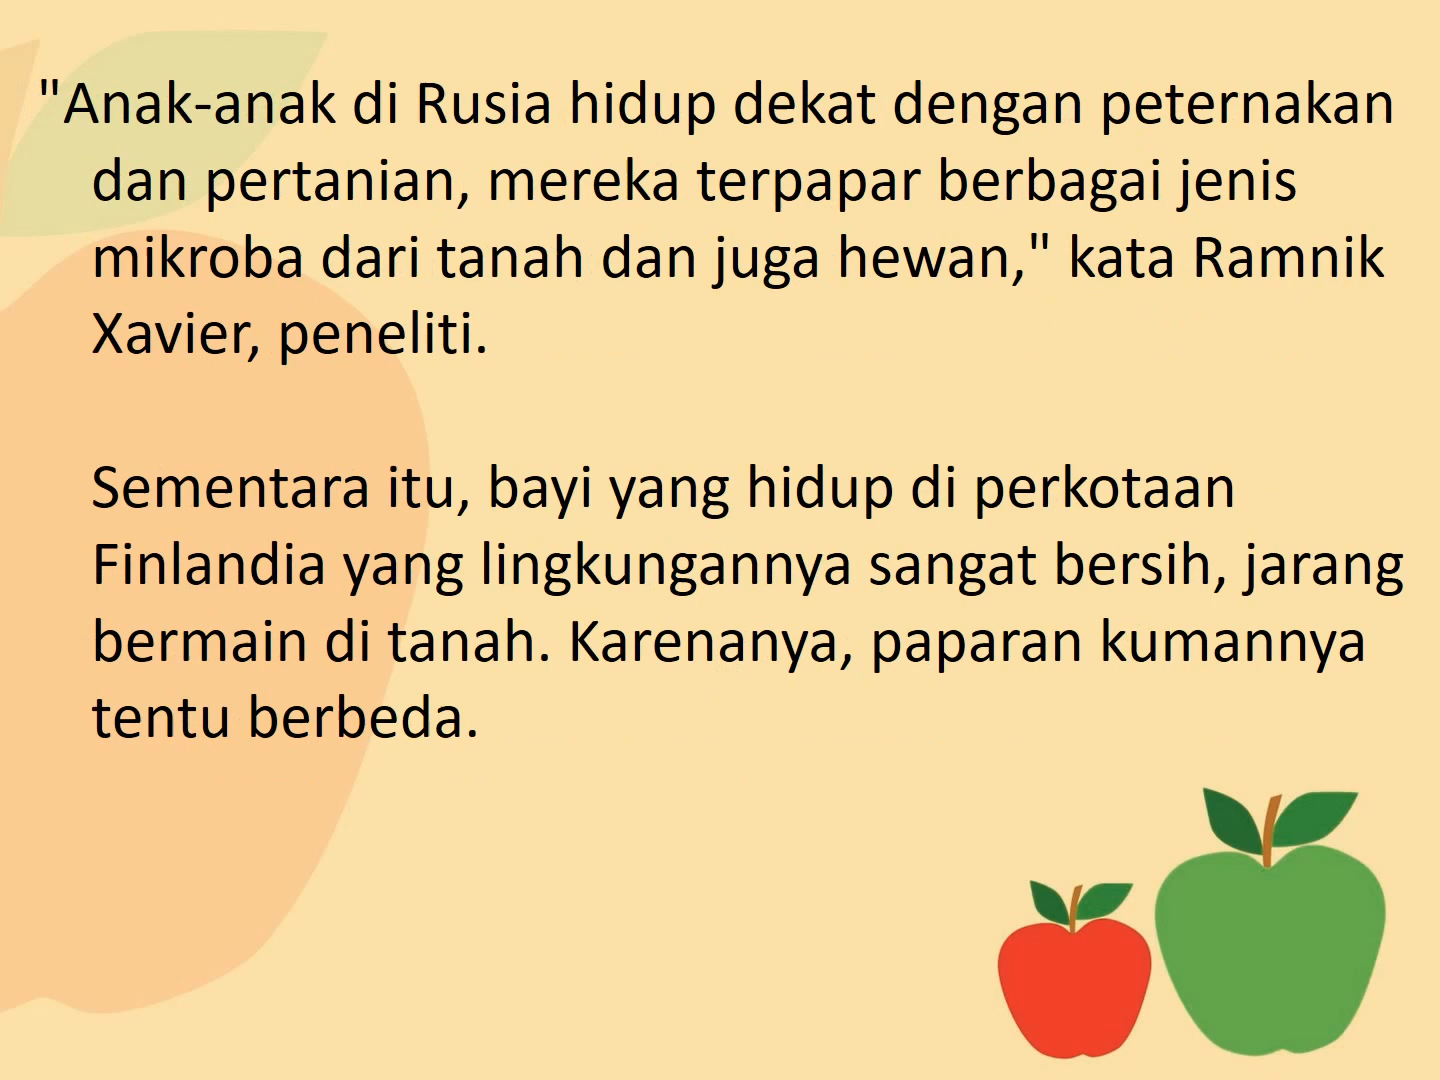 "Anak-anak di Rusia hidup dekat dengan peternakan
dan pertanian, mereka terpapar berbagai jenis
mikroba dari tanah dan juga hewan," kata Ramnik
Xavier, peneliti.
Sementara itu, bayi yang hidup di perkotaan
Finlandia yang lingkungannya sangat bersih, jarang
bermain di tanah. Karenanya, paparan kumannya
tentu berbeda.